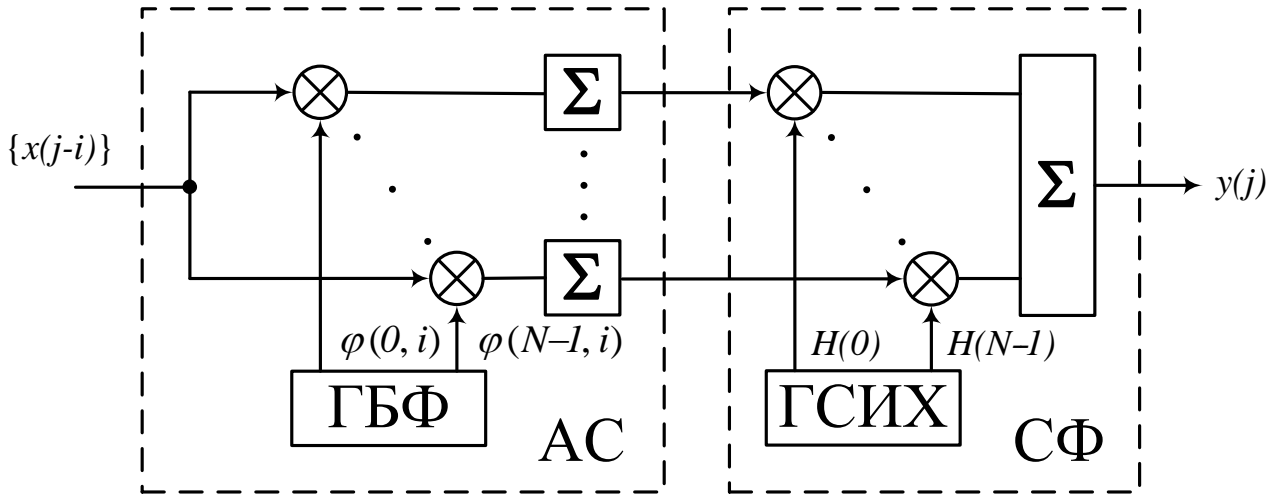 {x(j-i)}
Σ
Σ
Σ
y(j)
φ(0, i)
φ(N–1, i)
H(0)
H(N–1)
ГБФ
ГСИХ
АС
СФ